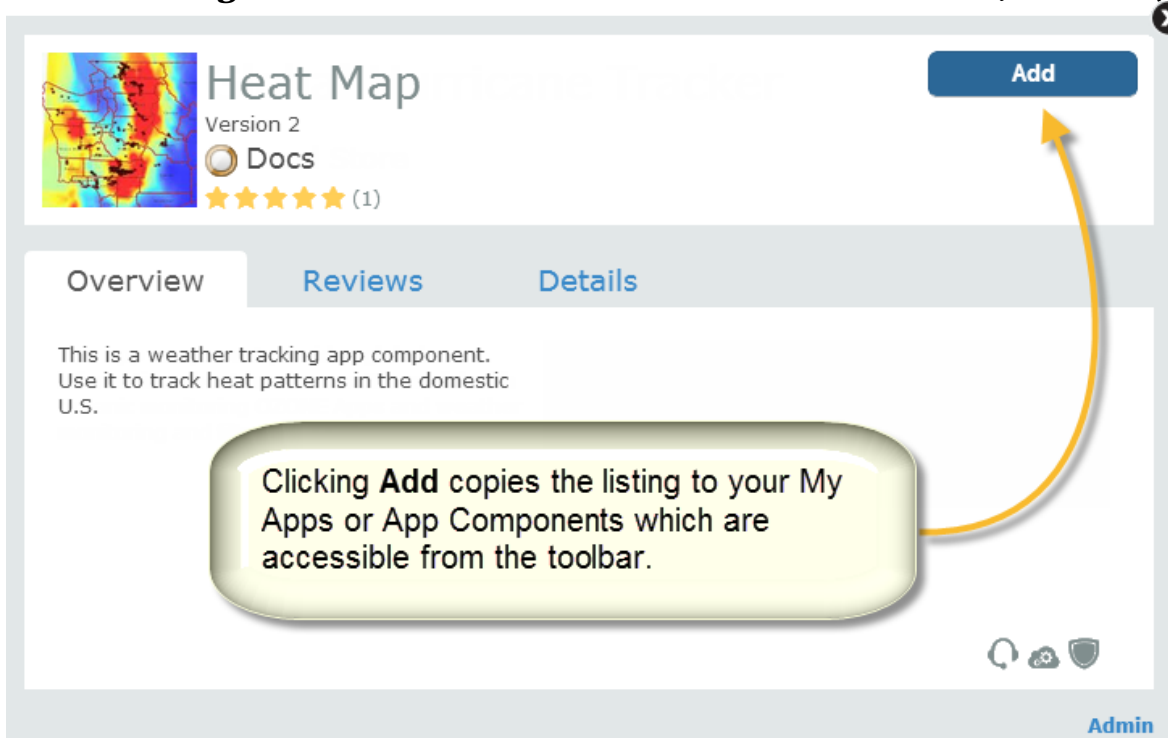 Heat Map
Add
Version 2
Docs
(1)
Overview
Reviews
Details
This is a weather tracking app component.
Use it to track heat patterns in the domestic
U.S.
Clicking Add copies the listing to your My
Apps or App Components which are
accessible from the toolbar.
Admin